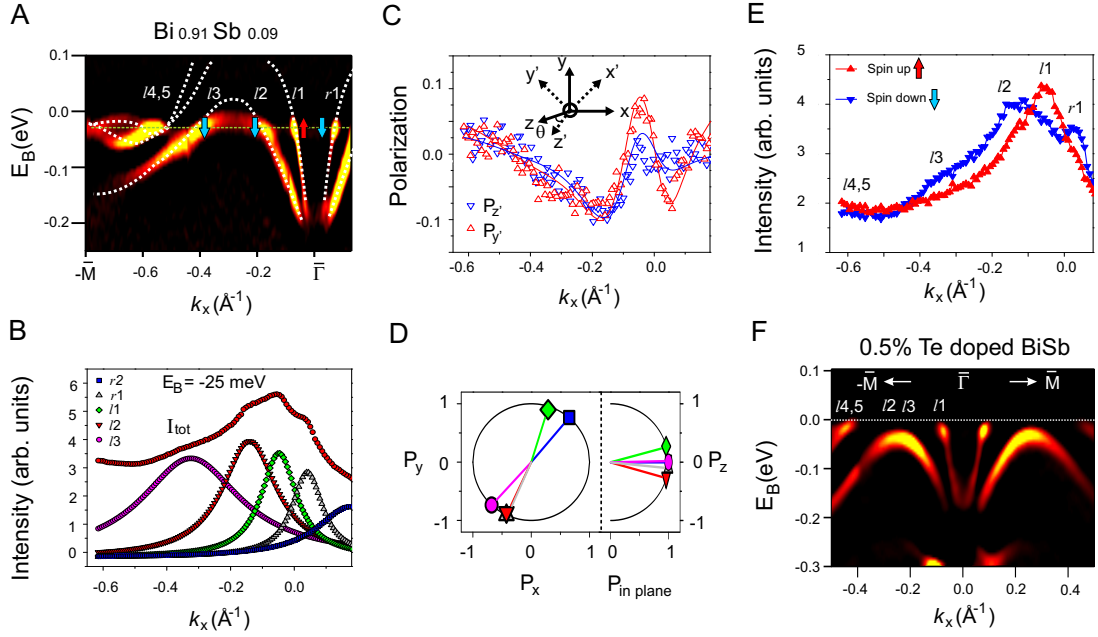 A
Bi 0.91 Sb 0.09
0.1
0.0
-0.1
-0.2
E_B(eV)
l4,5
l3
l2
l1
r1
-M̄
-0.6
-0.4
-0.2
Γ̄
k_x(Å⁻¹)
B
Intensity (arb. units)
6
5
4
3
2
1
0
r2
r1
l1
l2
l3
E_B = -25 meV
I_tot
-0.6
-0.4
-0.2
0.0
k_x(Å⁻¹)
C
Polarization
0.1
0.0
-0.1
y
y'
x'
x
z
θ
z'
P_z'
P_y'
-0.6
-0.4
-0.2
0.0
k_x(Å⁻¹)
D
P_y
1
0
-1
-1
0
1
P_x
1
0
-1
P_z
0
1
P_in plane
E
Intensity (arb. units)
5
4
3
2
1
Spin up
Spin down
l4,5
l3
l2
l1
r1
-0.6
-0.4
-0.2
0.0
k_x(Å⁻¹)
F
0.5% Te doped BiSb
E_B(eV)
0.1
0.0
-0.1
-0.2
-0.3
-M̄ ← Γ̄ → M̄
l4,5
l2
l3
l1
-0.4
-0.2
0.0
0.2
0.4
k_x(Å⁻¹)